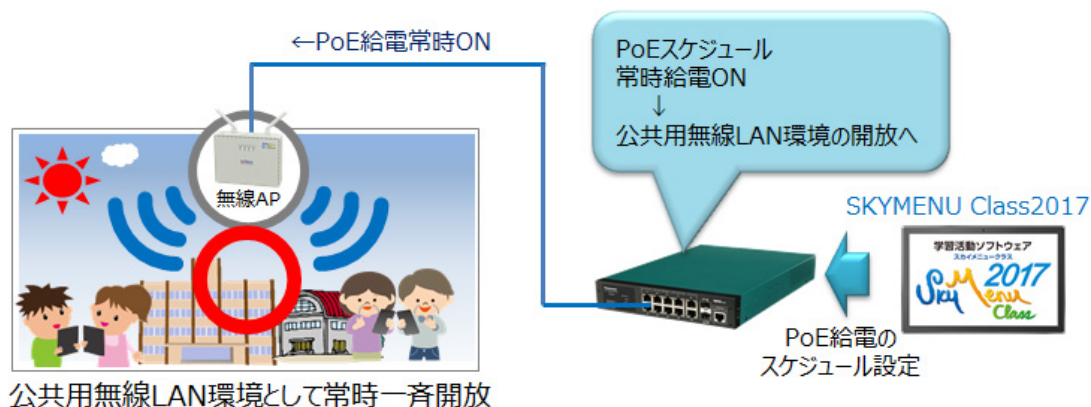 ←PoE給電常時ON
PoEスケジュール
常時給電ON
↓
公共用無線LAN環境の開放へ
無線AP
SKYMENU Class2017
学習活動ソフトウェア
スカイメニュークラス
Sky Menu 2017
Class
PoE給電の
スケジュール設定
公共用無線LAN環境として常時一斉開放